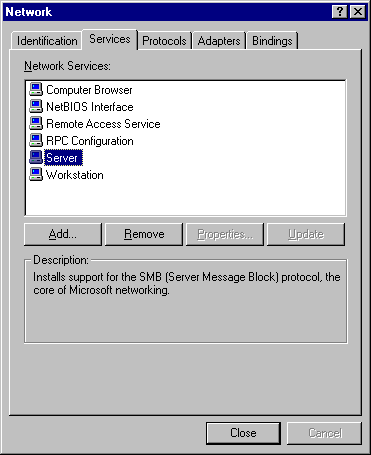 Network
Identification Services Protocols Adapters Bindings
Network Services:
Computer Browser
NetBIOS Interface
Remote Access Service
RPC Configuration
Server
Workstation
Add... Remove Properties... Update
Description:
Installs support for the SMB (Server Message Block) protocol, the
core of Microsoft networking.
Close Cancel